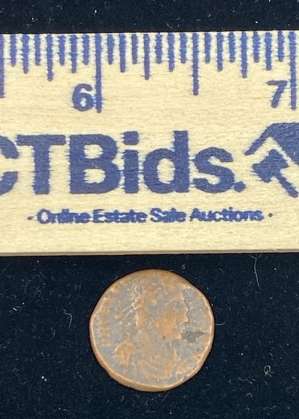 6 7
CTBids.
· Online Estate Sale Auctions ·